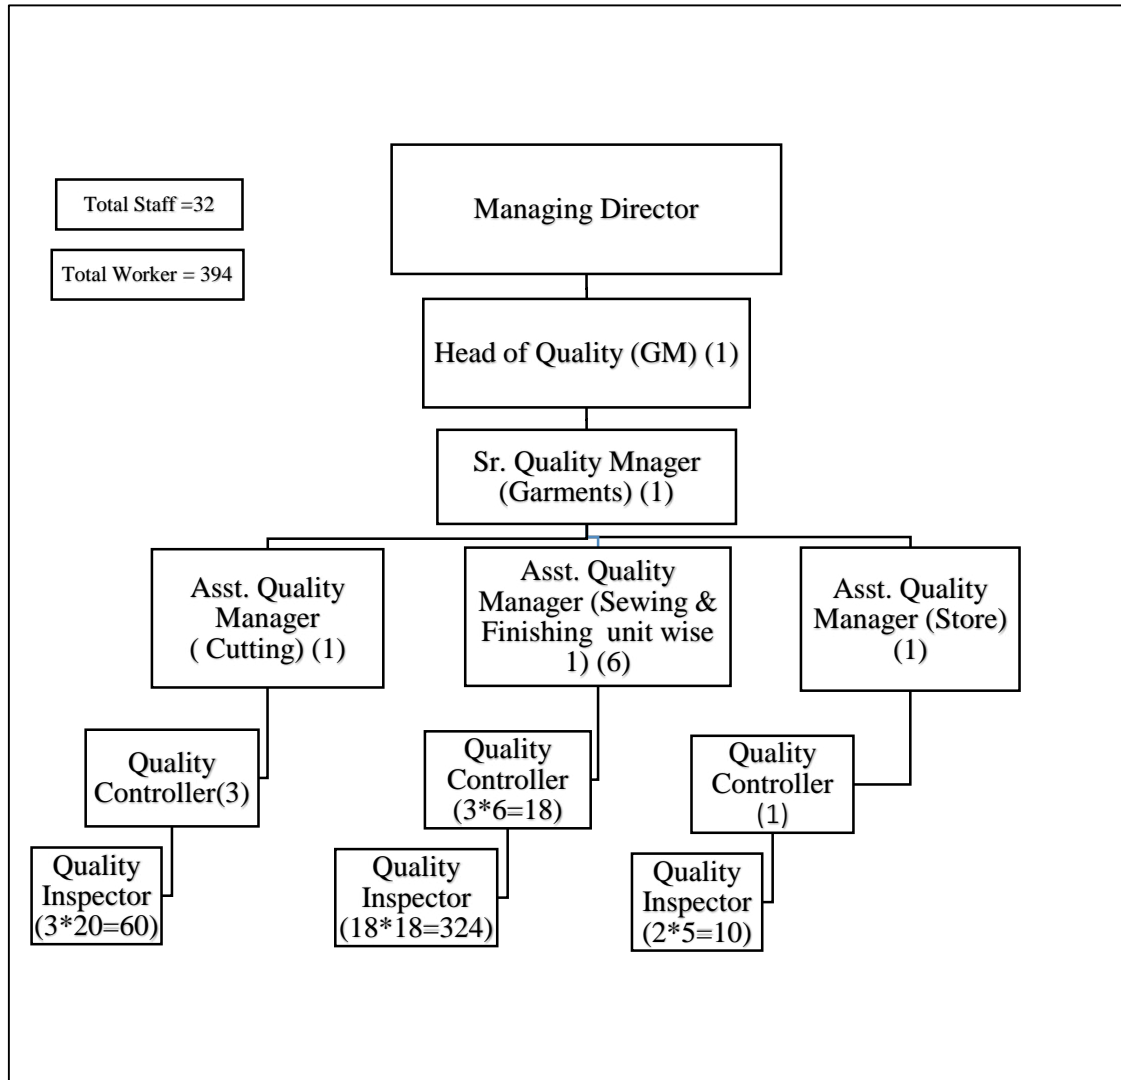 Managing Director
Total Staff =32
Total Worker = 394
Head of Quality (GM) (1)
Sr. Quality Mnager
(Garments) (1)
Asst. Quality
Manager
( Cutting) (1)
Asst. Quality
Manager (Sewing &
Finishing unit wise
1) (6)
Asst. Quality
Manager (Store)
(1)
Quality
Controller(3)
Quality
Controller
(3*6=18)
Quality
Controller
(1)
Quality
Inspector
(3*20=60)
Quality
Inspector
(18*18=324)
Quality
Inspector
(2*5=10)